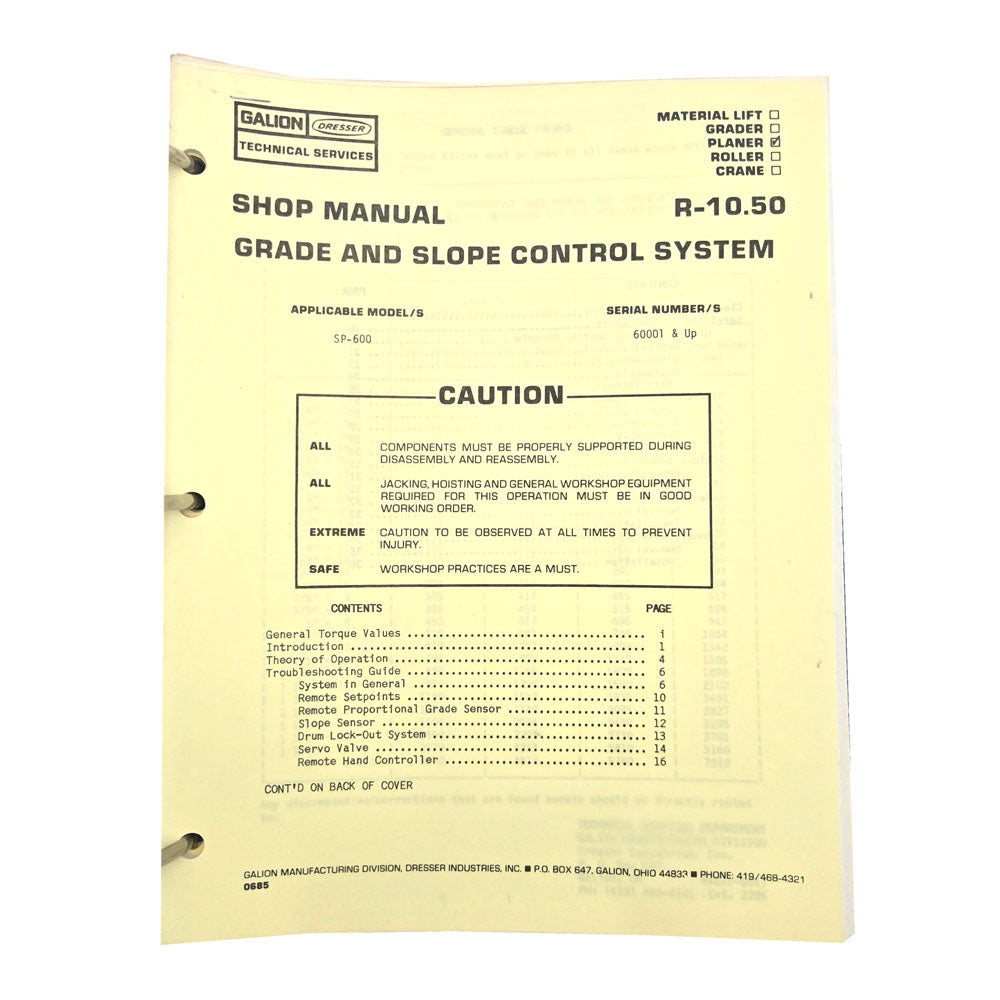 GALION DRESSER
TECHNICAL SERVICES
MATERIAL LIFT ☐
GRADER ☐
PLANER ☑
ROLLER ☐
CRANE ☐
SHOP MANUAL R-10.50
GRADE AND SLOPE CONTROL SYSTEM
APPLICABLE MODEL/S SERIAL NUMBER/S
SP-600 60001 & Up
CAUTION
ALL COMPONENTS MUST BE PROPERLY SUPPORTED DURING
DISASSEMBLY AND REASSEMBLY.
ALL JACKING, HOISTING AND GENERAL WORKSHOP EQUIPMENT
REQUIRED FOR THIS OPERATION MUST BE IN GOOD
WORKING ORDER.
EXTREME CAUTION TO BE OBSERVED AT ALL TIMES TO PREVENT
INJURY.
SAFE WORKSHOP PRACTICES ARE A MUST.
CONTENTS PAGE
General Torque Values ........ i
Introduction ........ 1
Theory of Operation ........ 4
Troubleshooting Guide ........ 6
System in General ........ 6
Remote Setpoints ........ 10
Remote Proportional Grade Sensor ........ 11
Slope Sensor ........ 12
Drum Lock-Out System ........ 13
Servo Valve ........ 14
Remote Hand Controller ........ 16
CONT'D ON BACK OF COVER
GALION MANUFACTURING DIVISION, DRESSER INDUSTRIES, INC. ■ P.O. BOX 647, GALION, OHIO 44833 ■ PHONE: 419/468-4321
0685